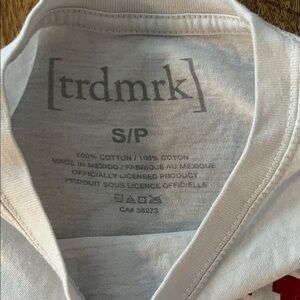 [trdmrk]
S/P
100% COTTON / 100% COTON
MADE IN MEXICO / FABRIQUÉ AU MEXIQUE
OFFICIALLY LICENSED PRODUCT
PRODUIT SOUS LICENCE OFFICIELLE
CA# 38273